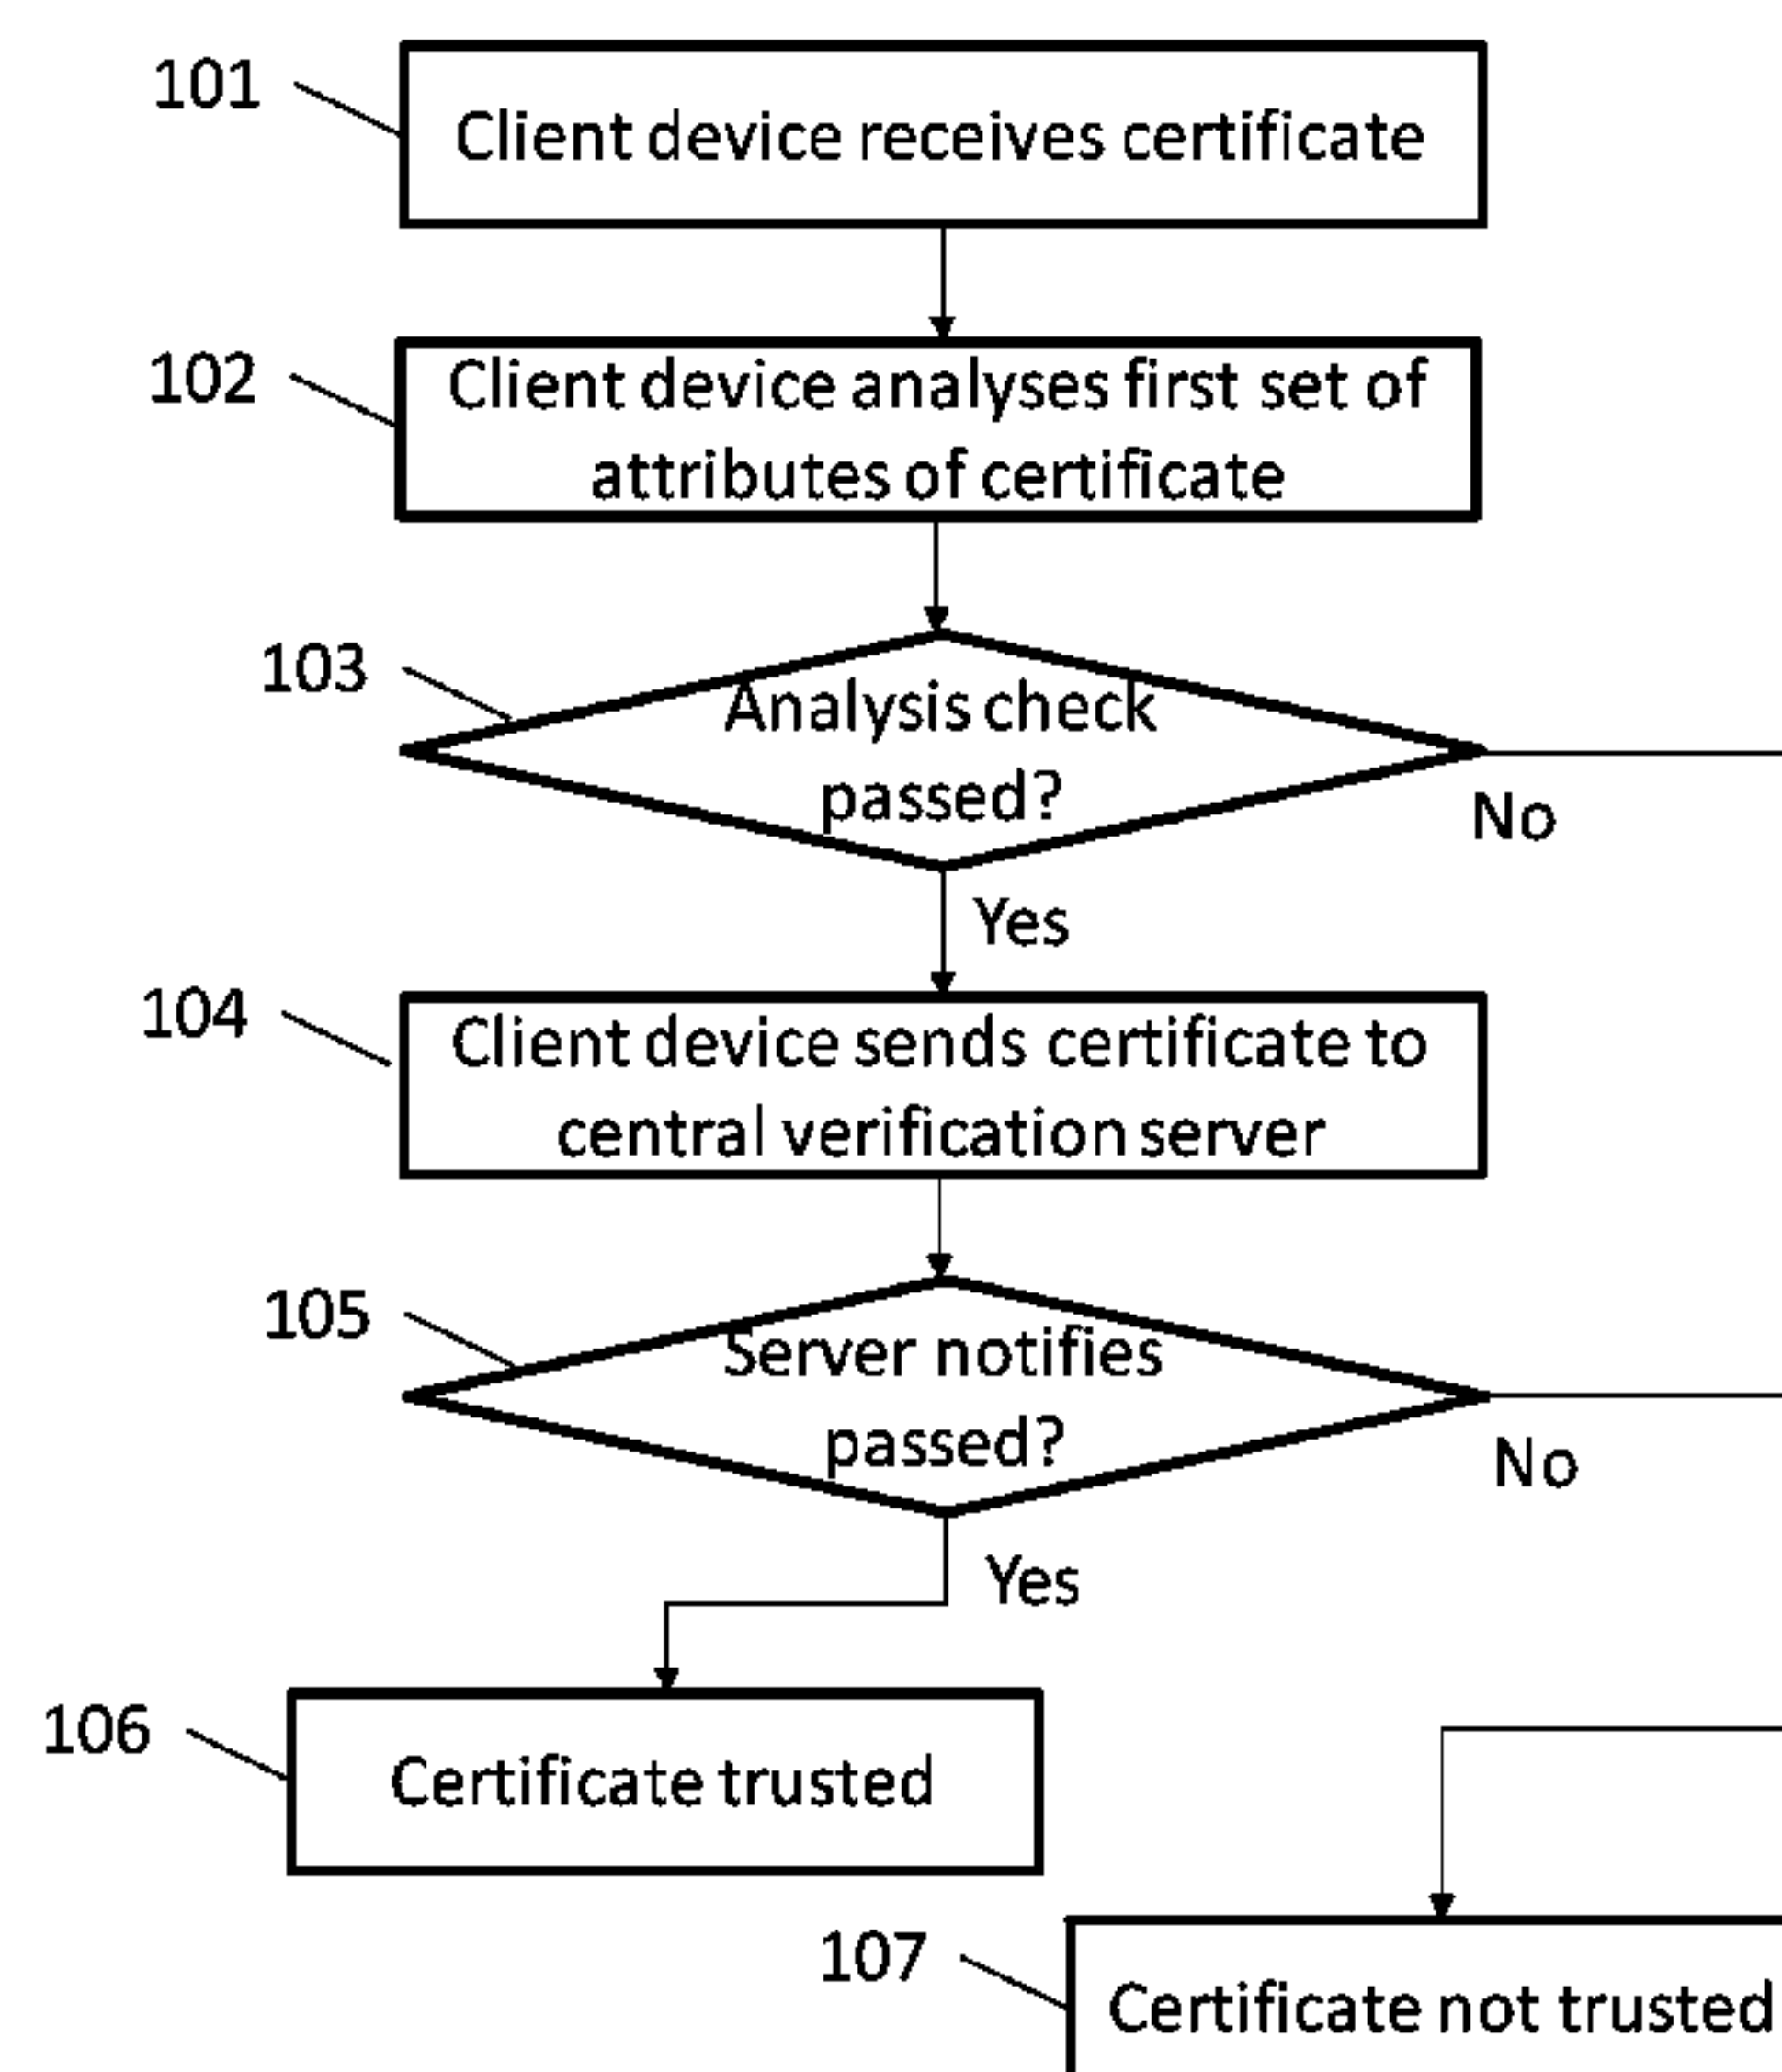 101
Client device receives certificate
102
Client device analyses first set of
attributes of certificate
103
Analysis check
passed?
No
Yes
104
Client device sends certificate to
central verification server
105
Server notifies
passed?
No
Yes
106
Certificate trusted
107
Certificate not trusted